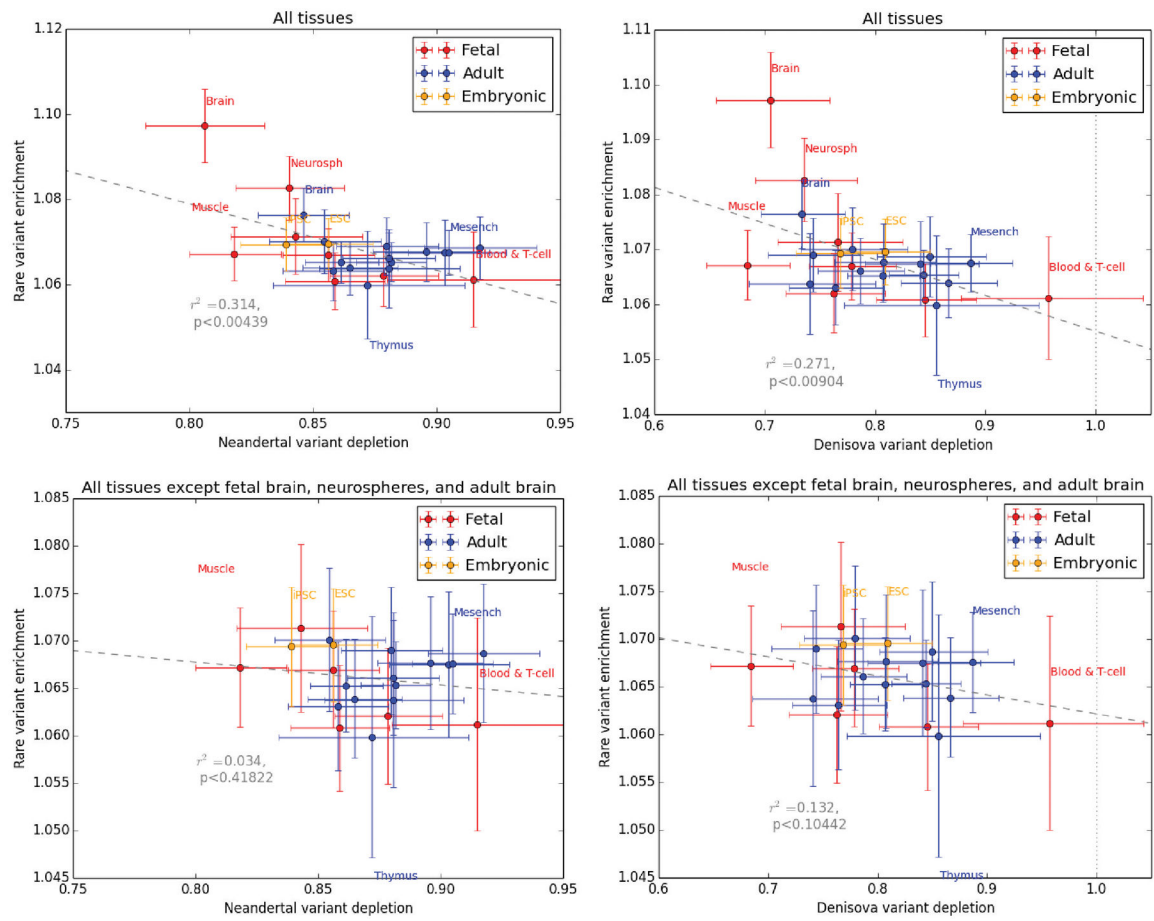 All tissues
1.12
1.10
1.08
1.06
1.04
Rare variant enrichment
Fetal
Adult
Embryonic
Brain
Neurosph
Brain
Muscle
iPSC
ESC
Mesench
Blood & T-cell
Thymus
r² =0.314,
p<0.00439
0.75
0.80
0.85
0.90
0.95
Neandertal variant depletion
All tissues
1.11
1.10
1.09
1.08
1.07
1.06
1.05
1.04
Rare variant enrichment
Fetal
Adult
Embryonic
Brain
Neurosph
Brain
Muscle
iPSC
ESC
Mesench
Blood & T-cell
Thymus
r² =0.271,
p<0.00904
0.6
0.7
0.8
0.9
1.0
Denisova variant depletion
All tissues except fetal brain, neurospheres, and adult brain
1.085
1.080
1.075
1.070
1.065
1.060
1.055
1.050
1.045
Rare variant enrichment
Fetal
Adult
Embryonic
Muscle
iPSC
ESC
Mesench
Blood & T-cell
Thymus
r² =0.034,
p<0.41822
0.75
0.80
0.85
0.90
0.95
Neandertal variant depletion
All tissues except fetal brain, neurospheres, and adult brain
1.085
1.080
1.075
1.070
1.065
1.060
1.055
1.050
1.045
Rare variant enrichment
Fetal
Adult
Embryonic
Muscle
iPSC
ESC
Mesench
Blood & T-cell
Thymus
r² =0.132,
p<0.10442
0.6
0.7
0.8
0.9
1.0
Denisova variant depletion